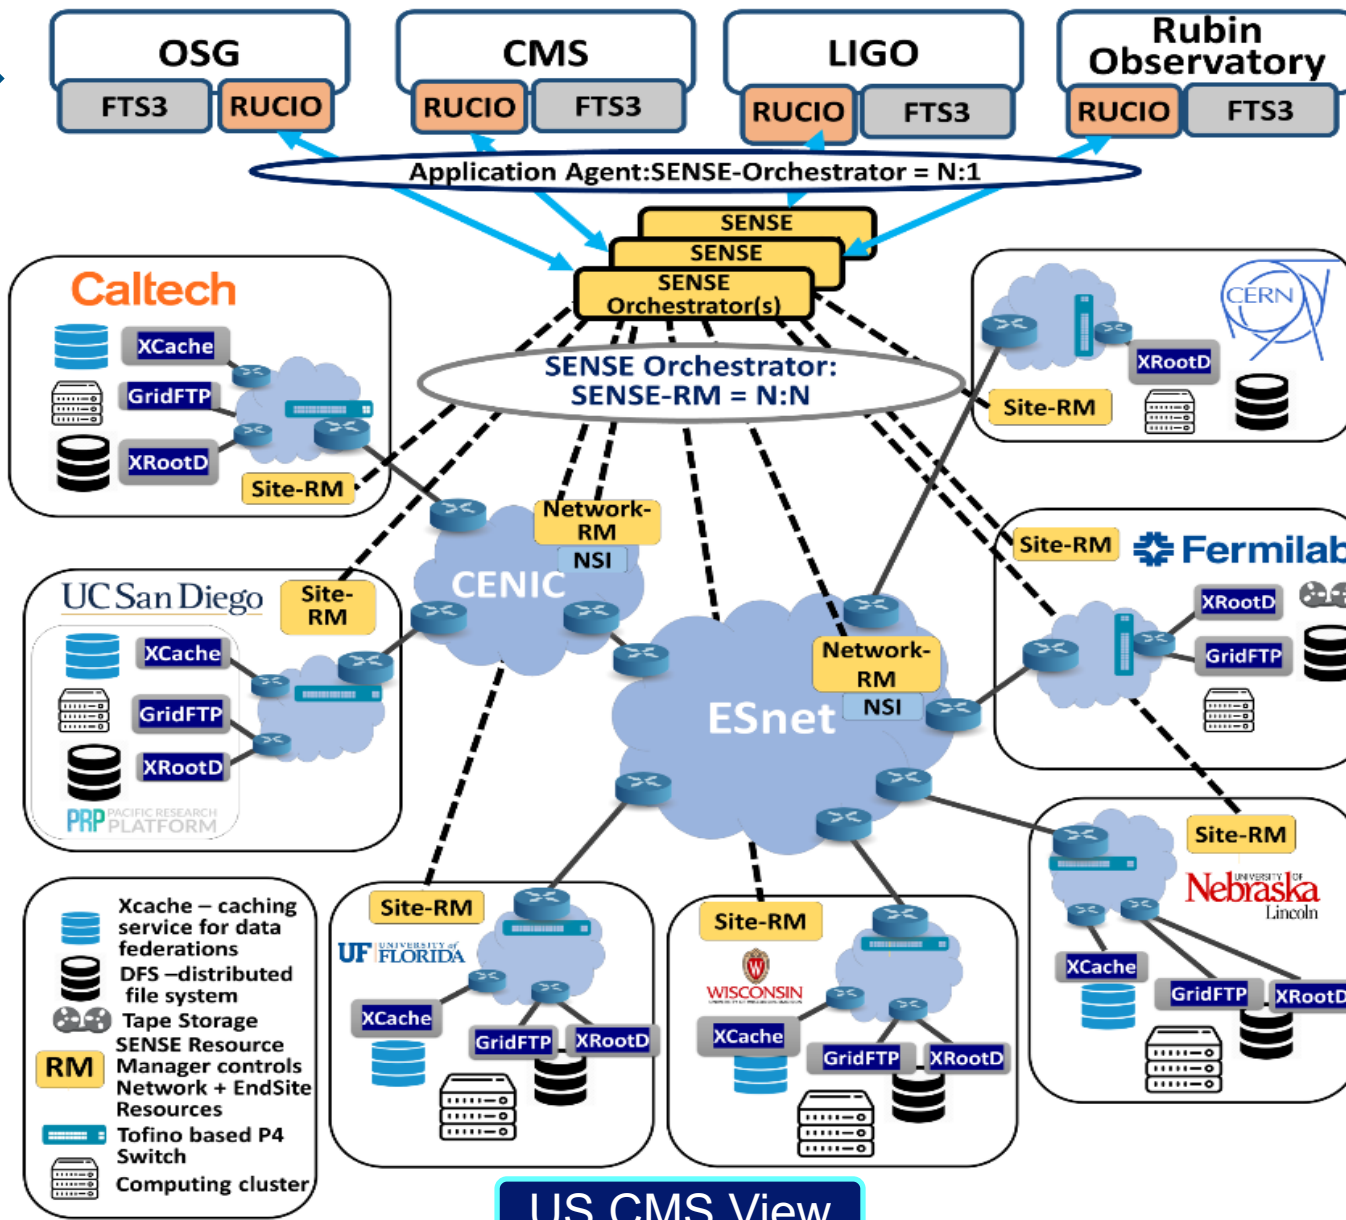 OSG
FTS3 RUCIO
CMS
RUCIO FTS3
LIGO
RUCIO FTS3
Rubin
Observatory
RUCIO FTS3
Application Agent:SENSE-Orchestrator = N:1
SENSE
SENSE
SENSE
Orchestrator(s)
SENSE Orchestrator:
SENSE-RM = N:N
Caltech
XCache
GridFTP
XRootD
Site-RM
CERN
XRootD
Site-RM
Network-
RM
NSI
CENIC
UC San Diego
Site-
RM
XCache
GridFTP
XRootD
PRP PACIFIC RESEARCH
PLATFORM
Network-
RM
NSI
ESnet
Site-RM
Fermilab
XRootD
GridFTP
Site-RM
UNIVERSITY OF
Nebraska
Lincoln
XCache
GridFTP
XRootD
Site-RM
UF UNIVERSITY of
FLORIDA
XCache
GridFTP
XRootD
Site-RM
W
WISCONSIN
XCache
GridFTP
XRootD
Xcache – caching
service for data
federations
DFS –distributed
file system
Tape Storage
SENSE Resource
RM Manager controls
Network + EndSite
Resources
Tofino based P4
Switch
Computing cluster
US CMS View